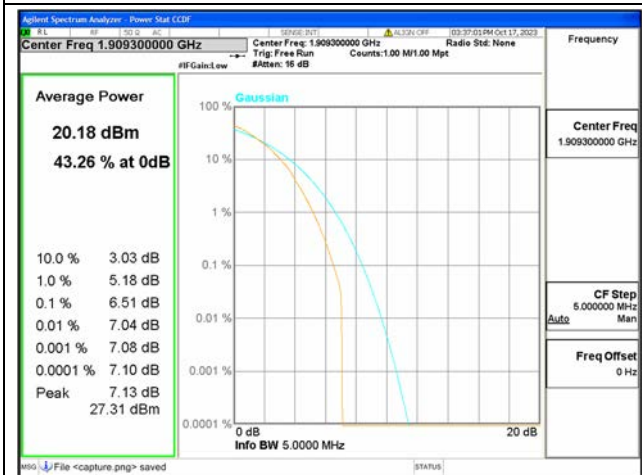 Agilent Spectrum Analyzer - Power Stat CCDF
RL RF 50 Ω AC SENSE:INT ALIGN OFF 03:37:01 PM Oct 17, 2023
Center Freq 1.909300000 GHz
Center Freq: 1.909300000 GHz Radio Std: None
Trig: Free Run Counts:1.00 M/1.00 Mpt
#IFGain:Low #Atten: 16 dB
Frequency
Average Power
20.18 dBm
43.26 % at 0dB
10.0 % 3.03 dB
1.0 % 5.18 dB
0.1 % 6.51 dB
0.01 % 7.04 dB
0.001 % 7.08 dB
0.0001 % 7.10 dB
Peak 7.13 dB
27.31 dBm
Gaussian
100 %
10 %
1 %
0.1 %
0.01 %
0.001 %
0.0001 %
0 dB 20 dB
Info BW 5.0000 MHz
Center Freq
1.909300000 GHz
CF Step
5.000000 MHz
Auto Man
Freq Offset
0 Hz
MSG File <capture.png> saved STATUS